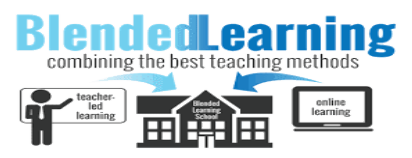 BlendedLearning
combining the best teaching methods
teacher-
led
learning
Blended
Learning
School
online
learning